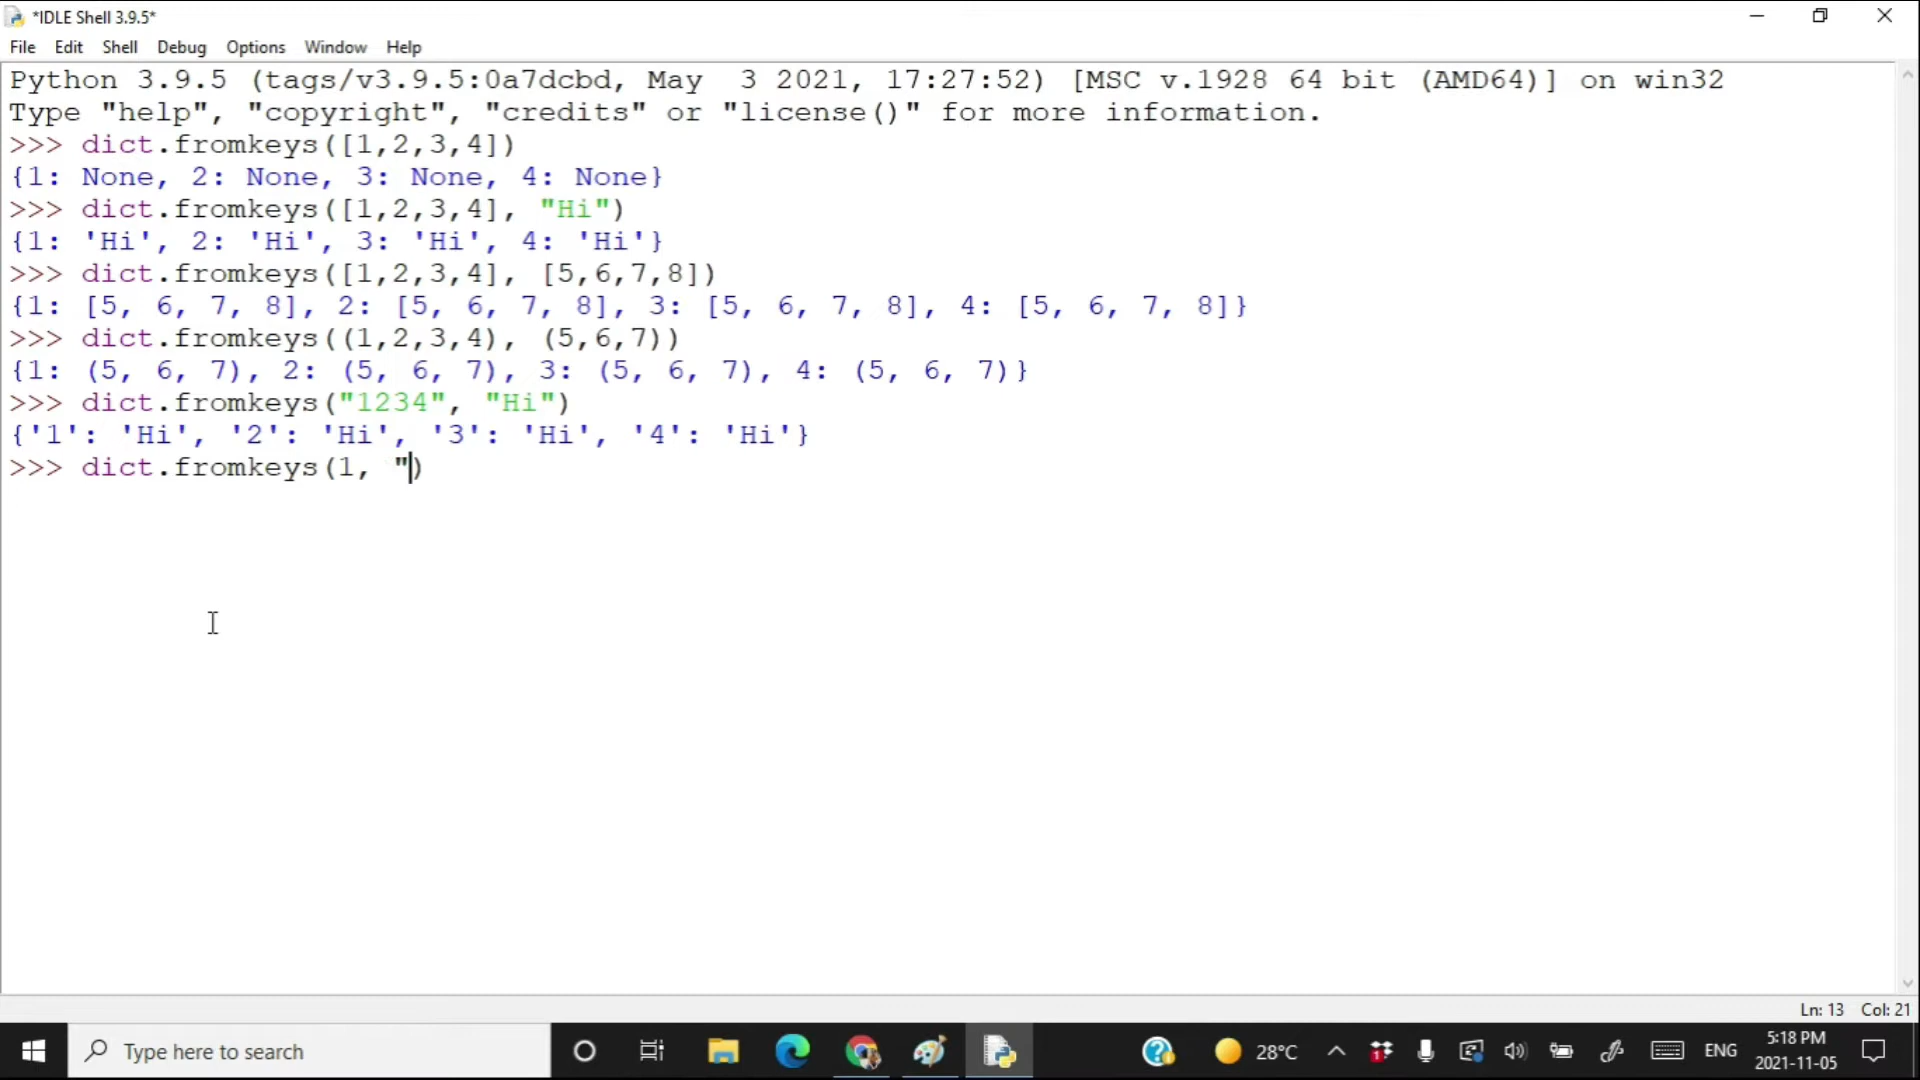 *IDLE Shell 3.9.5*
File Edit Shell Debug Options Window Help
Python 3.9.5 (tags/v3.9.5:0a7dcbd, May  3 2021, 17:27:52) [MSC v.1928 64 bit (AMD64)] on win32
Type "help", "copyright", "credits" or "license()" for more information.
>>> dict.fromkeys([1,2,3,4])
{1: None, 2: None, 3: None, 4: None}
>>> dict.fromkeys([1,2,3,4], "Hi")
{1: 'Hi', 2: 'Hi', 3: 'Hi', 4: 'Hi'}
>>> dict.fromkeys([1,2,3,4], [5,6,7,8])
{1: [5, 6, 7, 8], 2: [5, 6, 7, 8], 3: [5, 6, 7, 8], 4: [5, 6, 7, 8]}
>>> dict.fromkeys((1,2,3,4), (5,6,7))
{1: (5, 6, 7), 2: (5, 6, 7), 3: (5, 6, 7), 4: (5, 6, 7)}
>>> dict.fromkeys("1234", "Hi")
{'1': 'Hi', '2': 'Hi', '3': 'Hi', '4': 'Hi'}
>>> dict.fromkeys(1, ")
Ln: 13 Col: 21
Type here to search
28°C
ENG
5:18 PM
2021-11-05